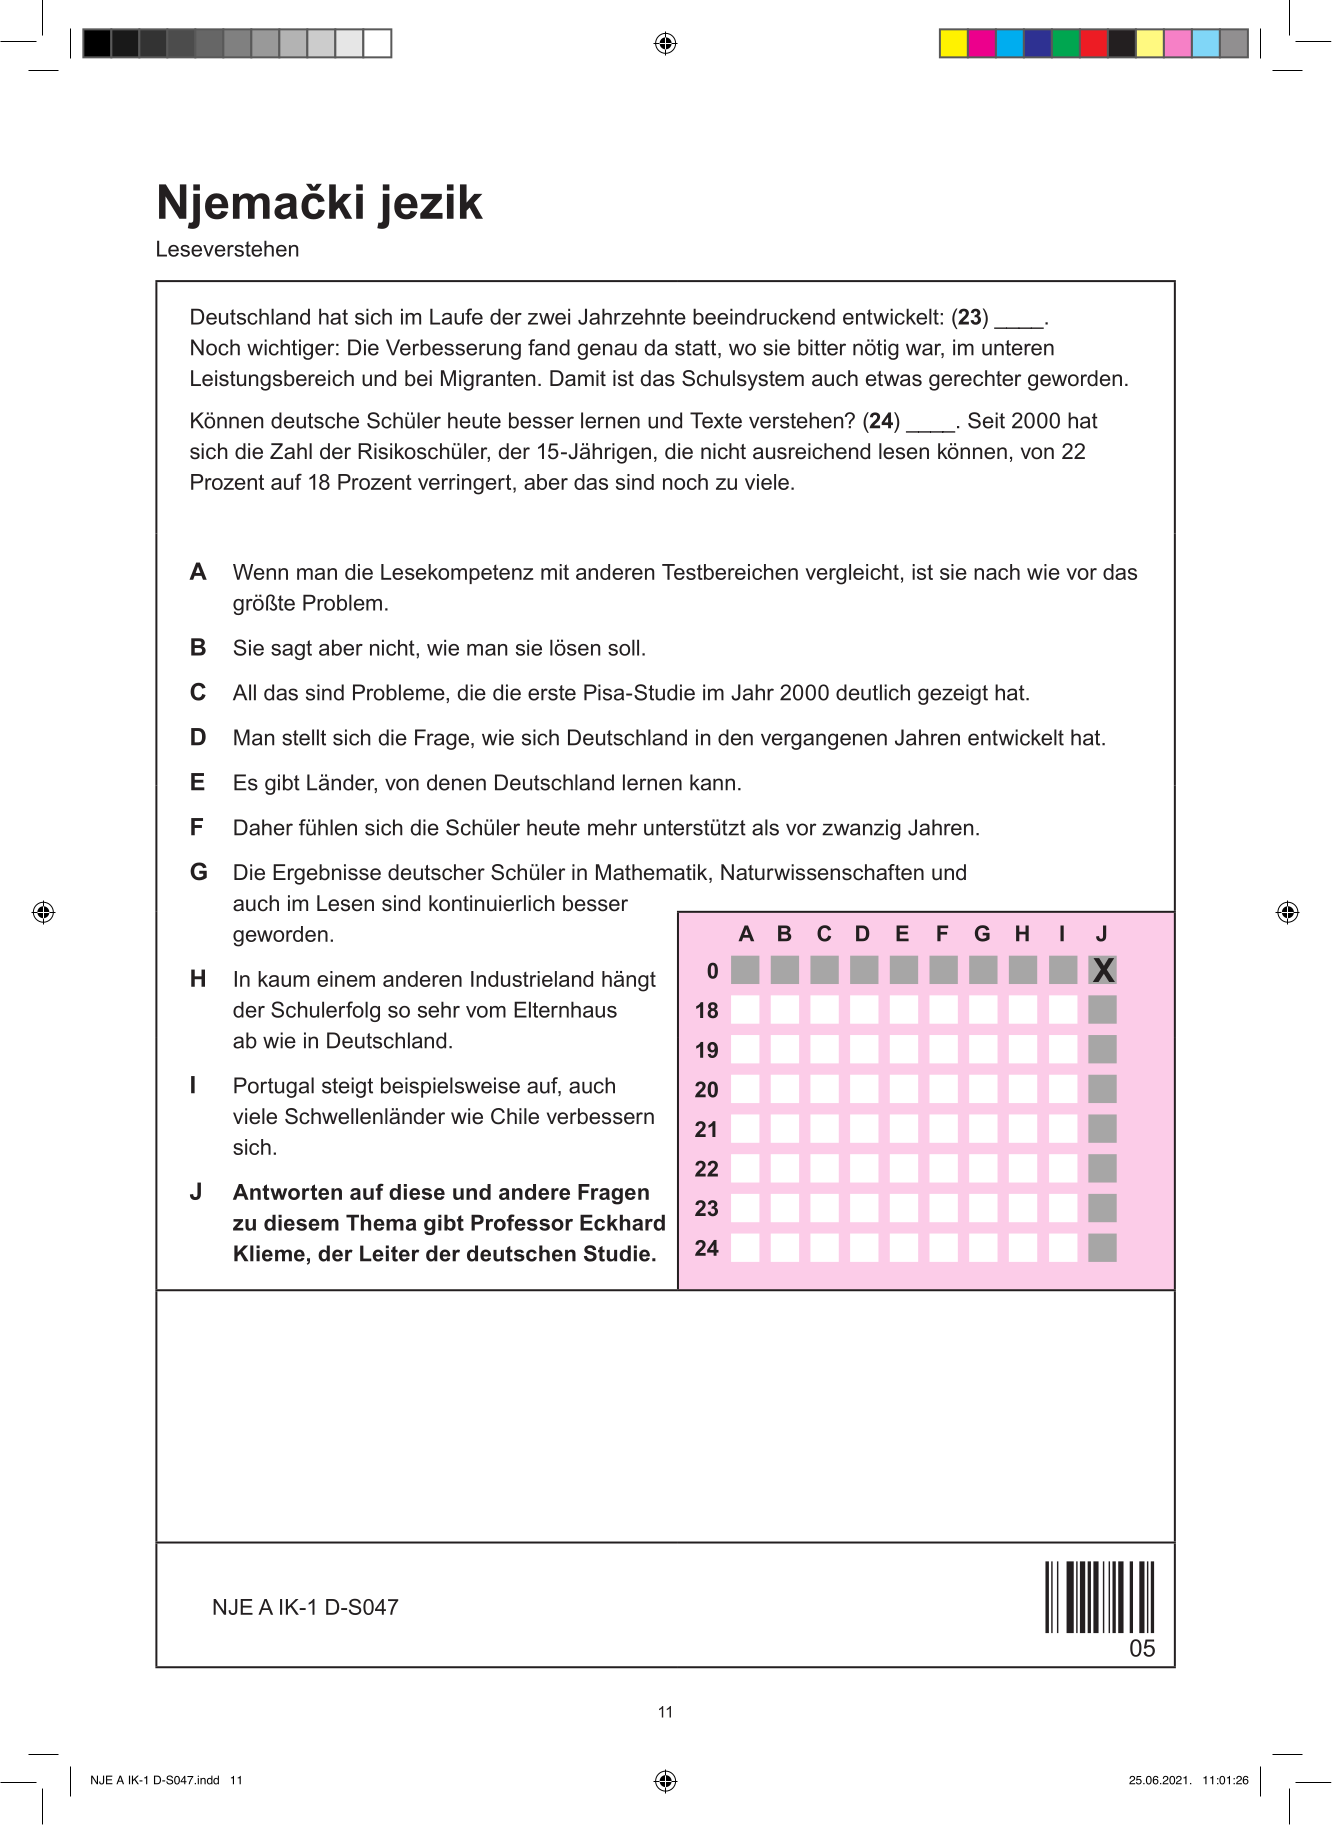 Njemački jezik
Leseverstehen
Deutschland hat sich im Laufe der zwei Jahrzehnte beeindruckend entwickelt: (23) ____.
Noch wichtiger: Die Verbesserung fand genau da statt, wo sie bitter nötig war, im unteren
Leistungsbereich und bei Migranten. Damit ist das Schulsystem auch etwas gerechter geworden.
Können deutsche Schüler heute besser lernen und Texte verstehen? (24) ____. Seit 2000 hat
sich die Zahl der Risikoschüler, der 15-Jährigen, die nicht ausreichend lesen können, von 22
Prozent auf 18 Prozent verringert, aber das sind noch zu viele.
A Wenn man die Lesekompetenz mit anderen Testbereichen vergleicht, ist sie nach wie vor das
größte Problem.
B Sie sagt aber nicht, wie man sie lösen soll.
C All das sind Probleme, die die erste Pisa-Studie im Jahr 2000 deutlich gezeigt hat.
D Man stellt sich die Frage, wie sich Deutschland in den vergangenen Jahren entwickelt hat.
E Es gibt Länder, von denen Deutschland lernen kann.
F Daher fühlen sich die Schüler heute mehr unterstützt als vor zwanzig Jahren.
G Die Ergebnisse deutscher Schüler in Mathematik, Naturwissenschaften und
auch im Lesen sind kontinuierlich besser
geworden.
H In kaum einem anderen Industrieland hängt
der Schulerfolg so sehr vom Elternhaus
ab wie in Deutschland.
I Portugal steigt beispielsweise auf, auch
viele Schwellenländer wie Chile verbessern
sich.
J Antworten auf diese und andere Fragen
zu diesem Thema gibt Professor Eckhard
Klieme, der Leiter der deutschen Studie.
A B C D E F G H I J
0 X
18
19
20
21
22
23
24
NJE A IK-1 D-S047
05
11
NJE A IK-1 D-S047.indd 11
25.06.2021. 11:01:26